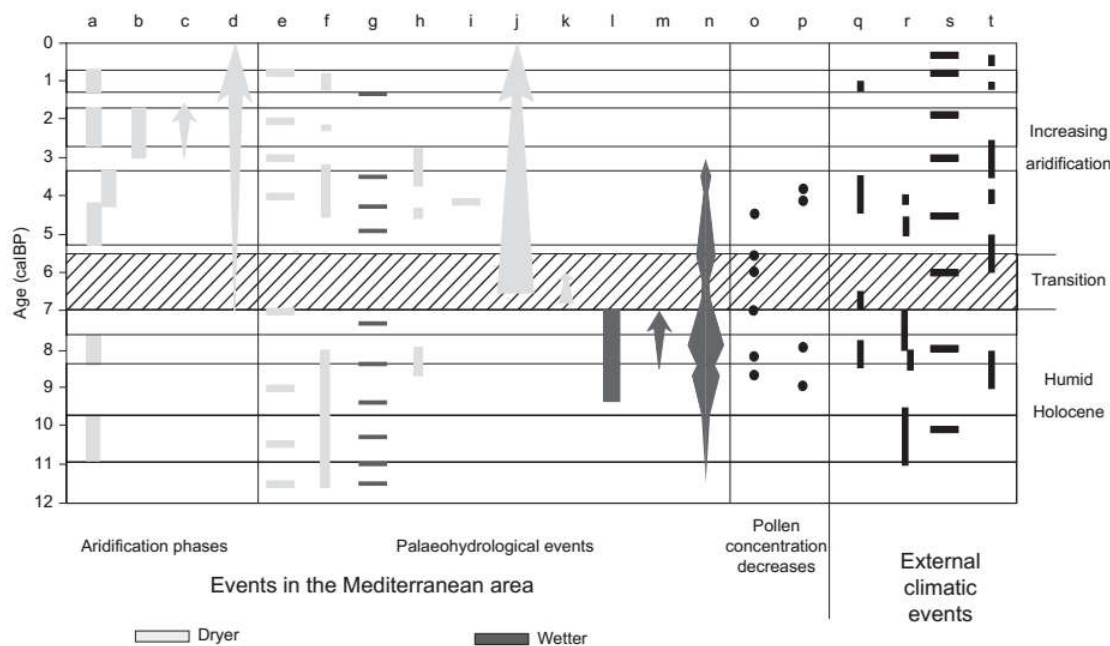 a b c d e f g h i j k l m n o p q r s t
0
1
2
3
4
5
6
7
8
9
10
11
12
Age (calBP)
Increasing
aridification
Transition
Humid
Holocene
Aridification phases
Palaeohydrological events
Pollen
concentration
decreases
Events in the Mediterranean area
External
climatic
events
Dryer
Wetter